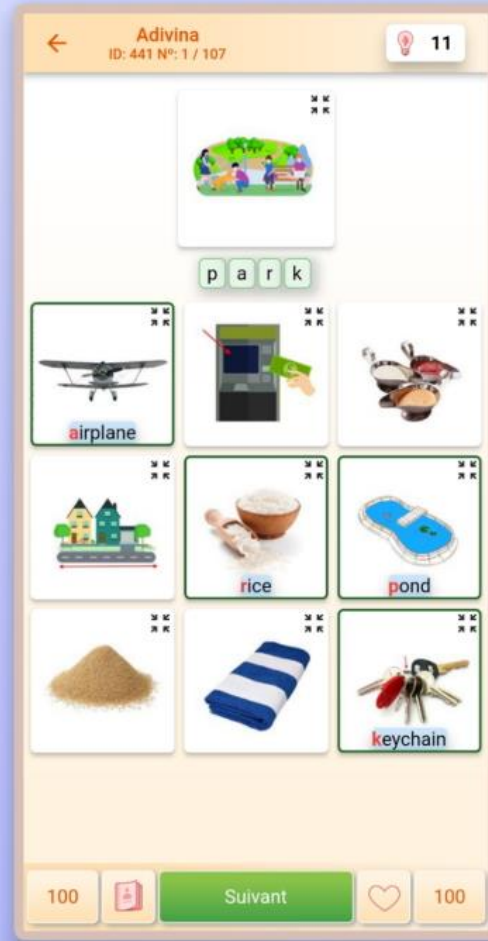 Adivina
ID: 441 Nº: 1 / 107
11
p a r k
airplane
rice
pond
keychain
100
Suivant
100